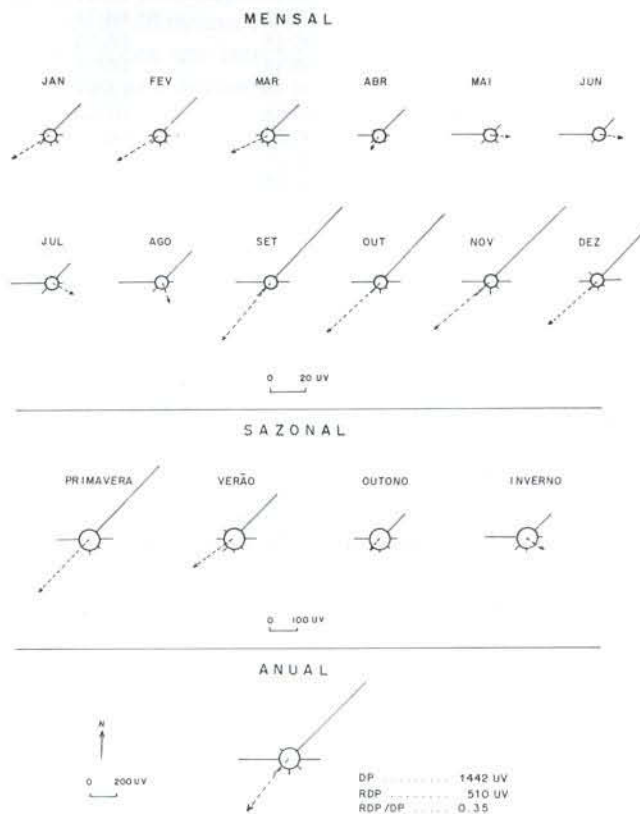 MENSAL
JAN FEV MAR ABR MAI JUN
JUL AGO SET OUT NOV DEZ
0 20 UV
SAZONAL
PRIMAVERA VERÃO OUTONO INVERNO
0 100 UV
ANUAL
N
0 200 UV
DP .......... 1442 UV
RDP .......... 510 UV
RDP/DP ..... 0.35